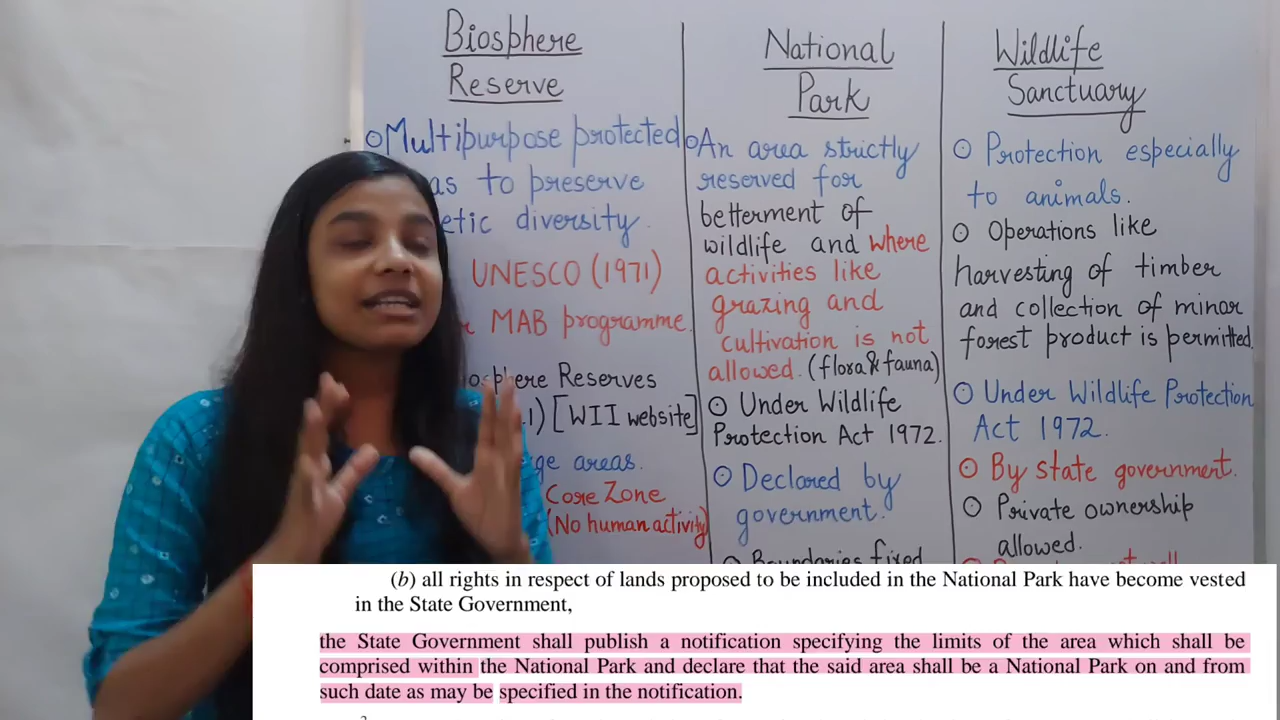 Biosphere
Reserve
Multipurpose protected
as to preserve
etic diversity.
UNESCO (1971)
MAB programme.
osphere Reserves
.1) [WII website]
ge areas.
Core Zone
(No human activity)
National
Park
An area strictly
reserved for
betterment of
wildlife and where
activities like
grazing and
cultivation is not
allowed. (flora & fauna)
Under Wildlife
Protection Act 1972.
Declared by
government.
Boundaries fixed
Wildlife
Sanctuary
Protection especially
to animals.
Operations like
harvesting of timber
and collection of minor
forest product is permitted.
Under Wildlife Protection
Act 1972.
By state government.
Private ownership
allowed.
(b) all rights in respect of lands proposed to be included in the National Park have become vested
in the State Government,
the State Government shall publish a notification specifying the limits of the area which shall be
comprised within the National Park and declare that the said area shall be a National Park on and from
such date as may be specified in the notification.